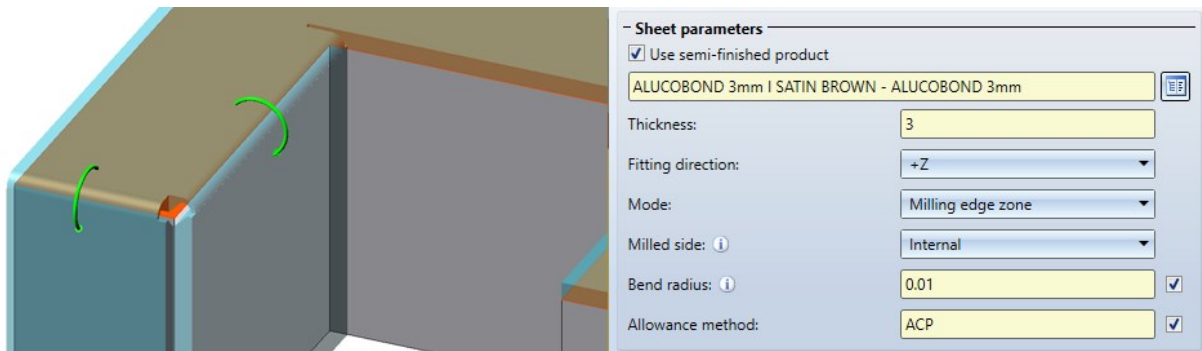 Sheet parameters
Use semi-finished product
ALUCOBOND 3mm I SATIN BROWN - ALUCOBOND 3mm
Thickness: 3
Fitting direction: +Z
Mode: Milling edge zone
Milled side: Internal
Bend radius: 0.01
Allowance method: ACP